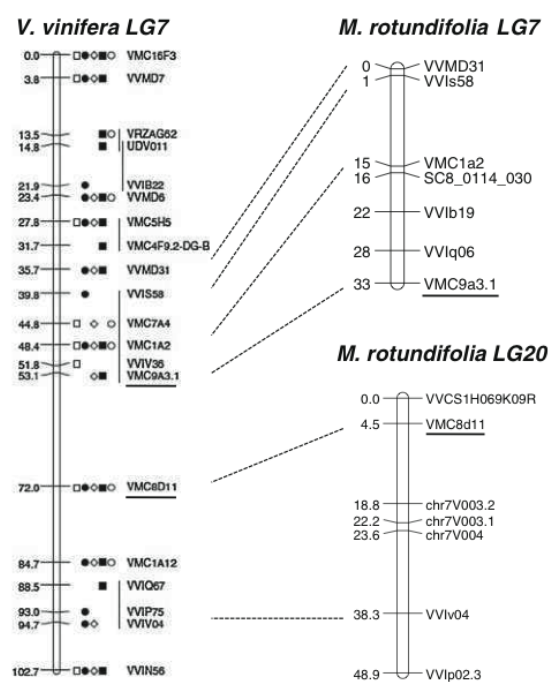 V. vinifera LG7
0.0 VMC16F3
3.8 VVMD7
13.5 VRZAG62
14.8 UDV011
21.9 VVIB22
23.4 VVMD6
27.8 VMC5H5
31.7 VMC4F9.2-DG-B
35.7 VVMD31
39.8 VVIS58
44.8 VMC7A4
48.4 VMC1A2
51.8 VVIV36
53.1 VMC9A3.1
72.0 VMC8D11
84.7 VMC1A12
88.5 VVIQ67
93.0 VVIP75
94.7 VVIV04
102.7 VVIN56
M. rotundifolia LG7
0 VVMD31
1 VVIs58
15 VMC1a2
16 SC8_0114_030
22 VVIb19
28 VVIq06
33 VMC9a3.1
M. rotundifolia LG20
0.0 VVCS1H069K09R
4.5 VMC8d11
18.8 chr7V003.2
22.2 chr7V003.1
23.6 chr7V004
38.3 VVIv04
48.9 VVIp02.3